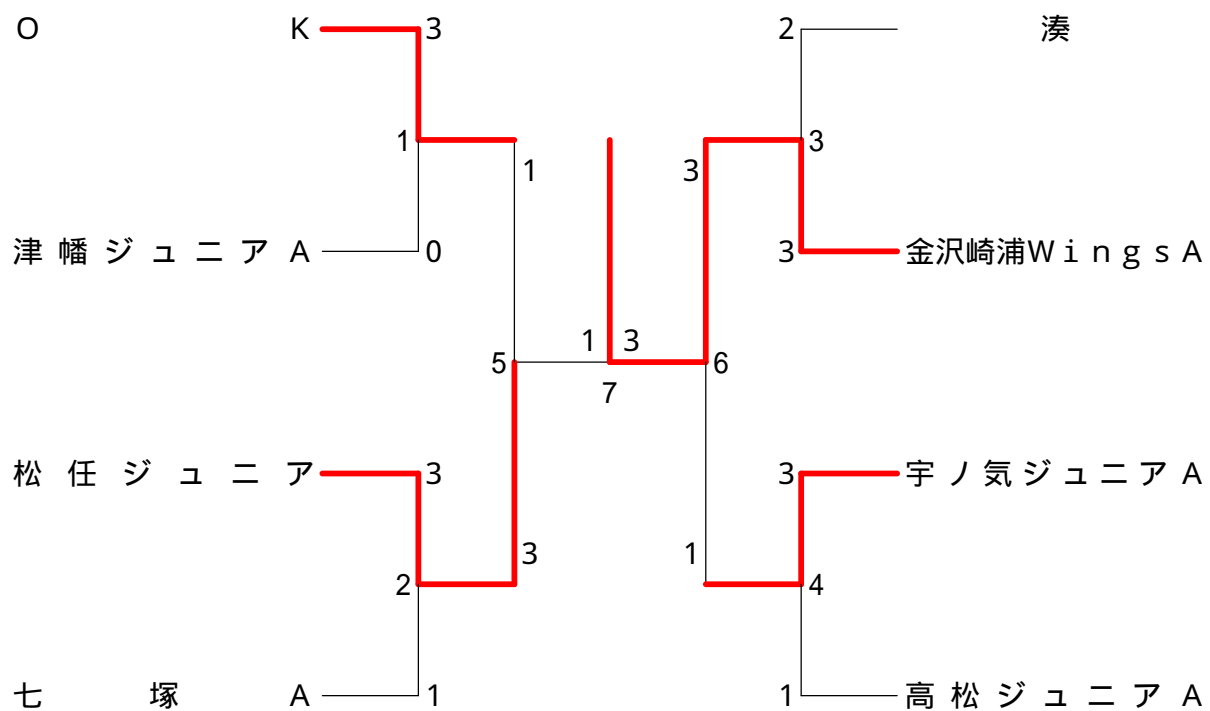 O K 3
2 湊
1
1
3
3
津幡ジュニアA 0
3 金沢崎浦WingsA
1 3
5
6
7
松任ジュニア 3
3 宇ノ気ジュニアA
3
1
2
4
七塚A 1
1 高松ジュニアA